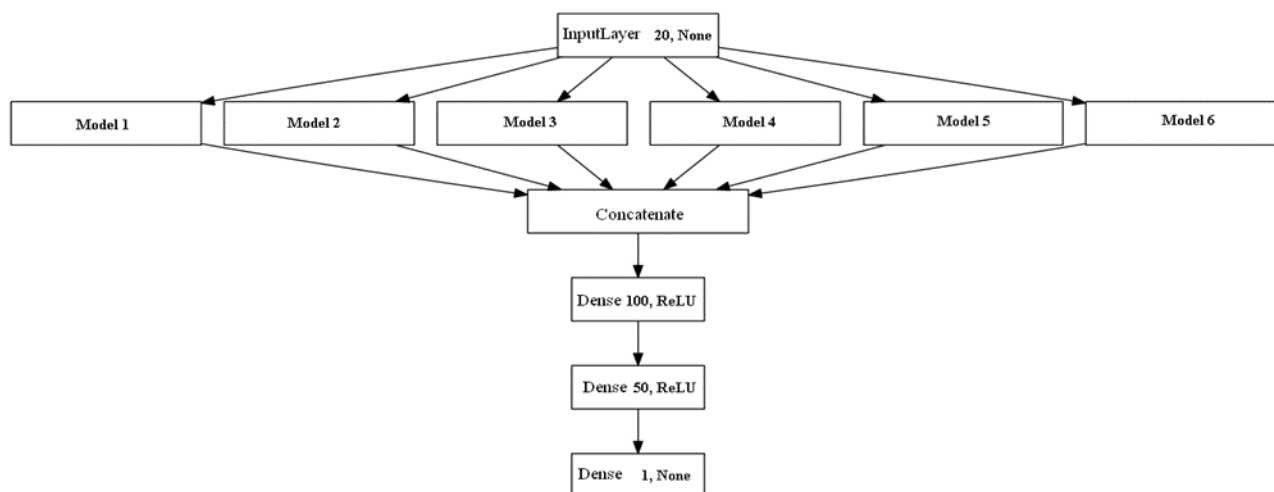 InputLayer 20, None
Model 1
Model 2
Model 3
Model 4
Model 5
Model 6
Concatenate
Dense 100, ReLU
Dense 50, ReLU
Dense 1, None